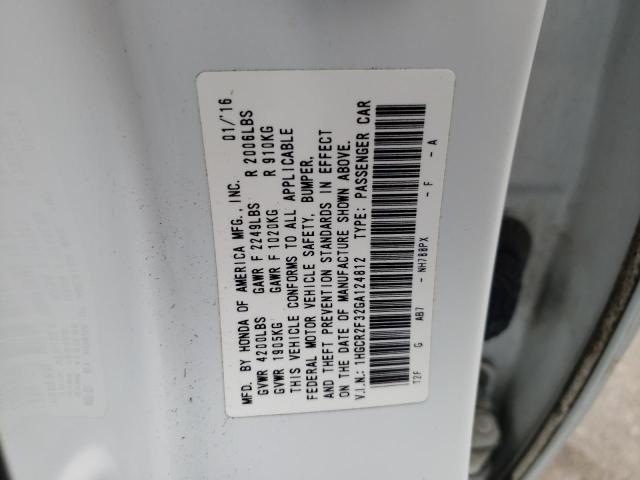 MFD. BY HONDA OF AMERICA MFG., INC. 01/'16
GVWR 4200LBS GAWR F 2249LBS R 2006LBS
GVWR 1905KG GAWR F 1020KG R 910KG
THIS VEHICLE CONFORMS TO ALL APPLICABLE
FEDERAL MOTOR VEHICLE SAFETY, BUMPER,
AND THEFT PREVENTION STANDARDS IN EFFECT
ON THE DATE OF MANUFACTURE SHOWN ABOVE.
V.I.N.: 1HGCR2F32GA124812 TYPE: PASSENGER CAR
T2F G AB7 - NH788PX - F - A